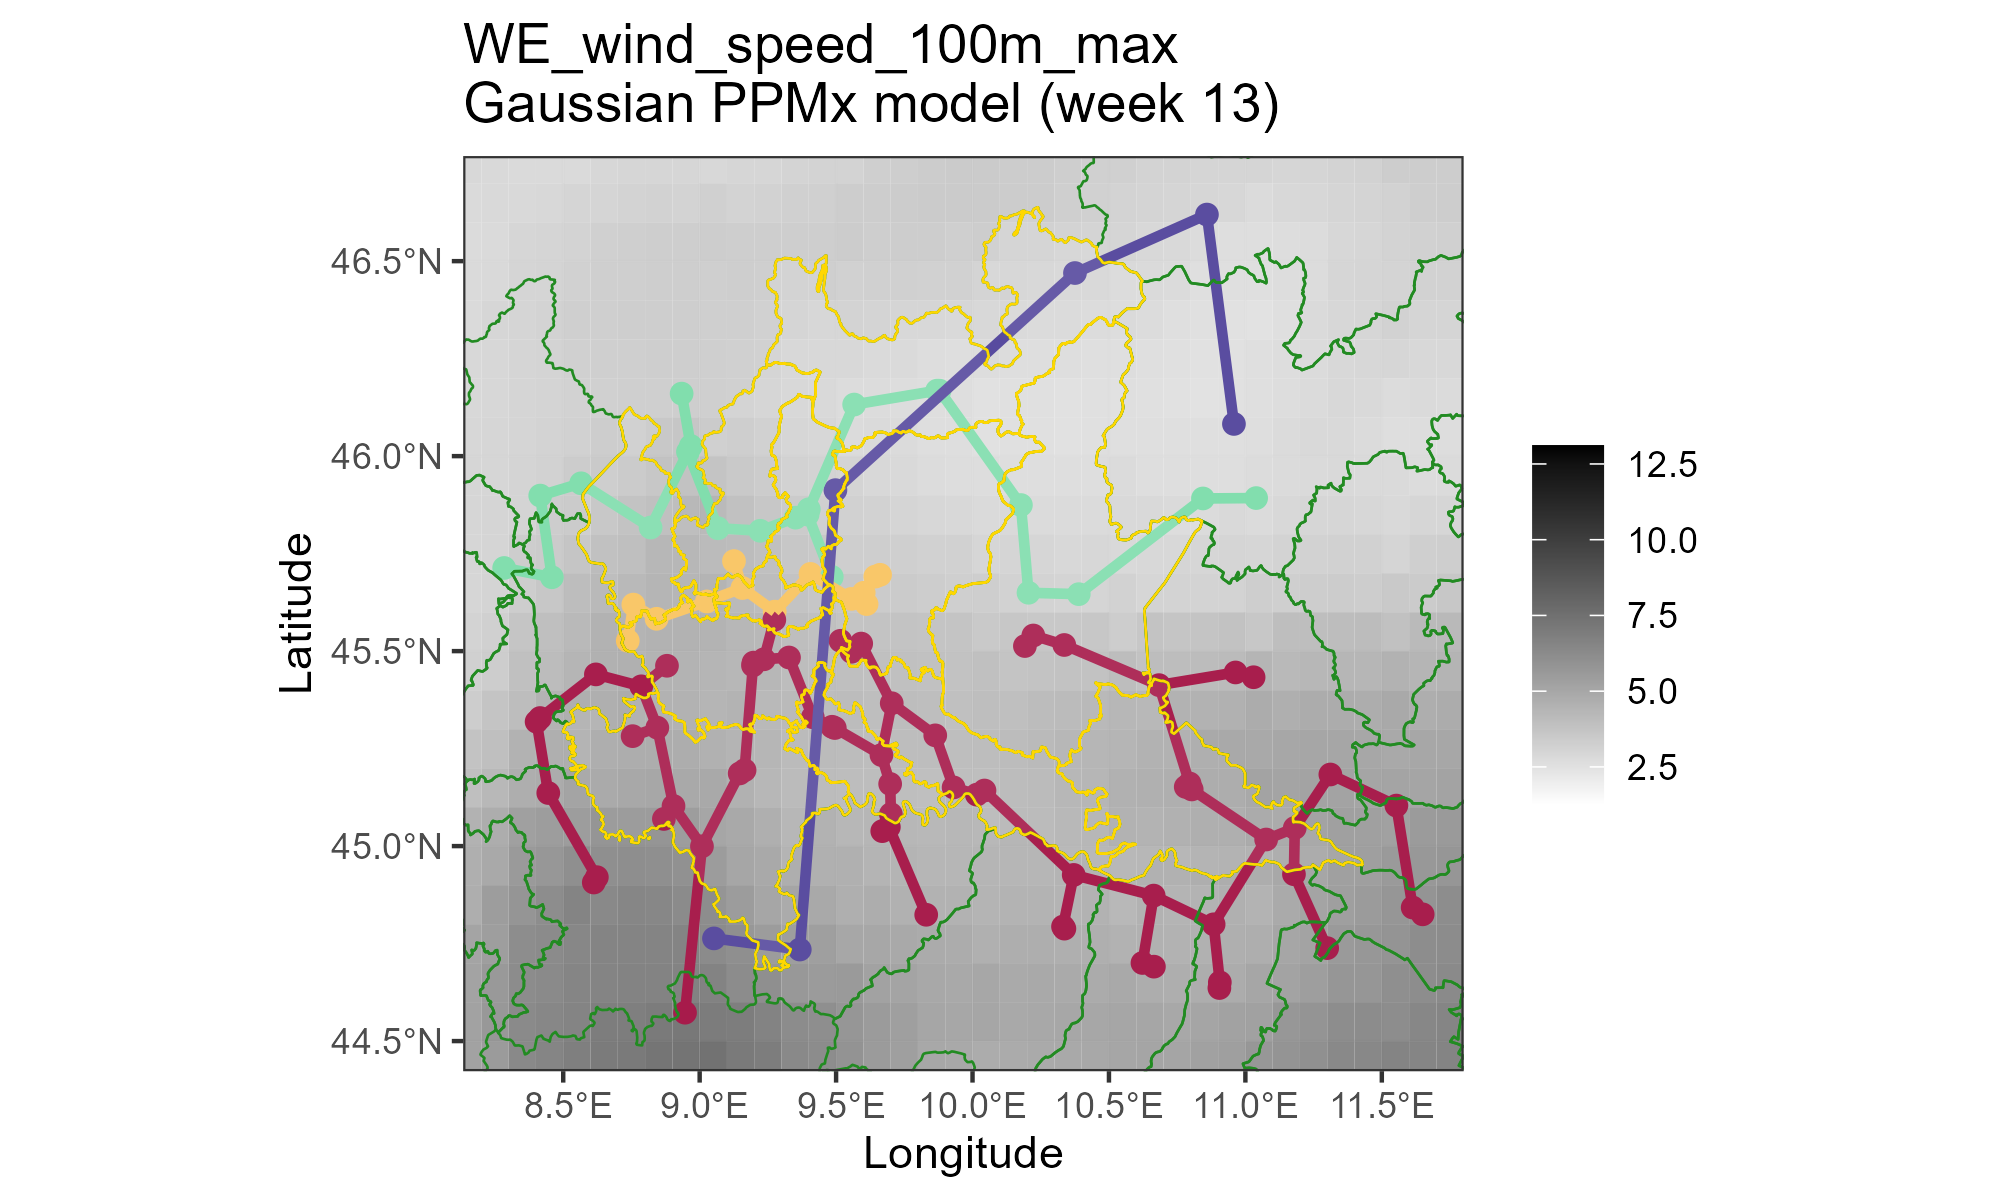 WE_wind_speed_100m_max
Gaussian PPMx model (week 13)
46.5°N
46.0°N
45.5°N
45.0°N
44.5°N
Latitude
8.5°E 9.0°E 9.5°E 10.0°E 10.5°E 11.0°E 11.5°E
Longitude
12.5
10.0
7.5
5.0
2.5